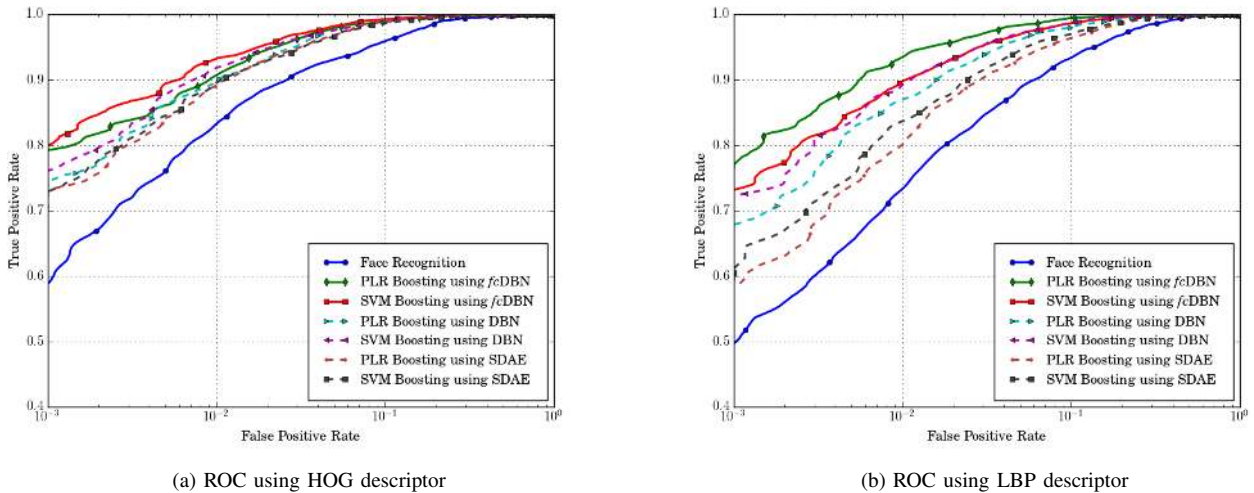 1.0
0.9
0.8
0.7
0.6
0.5
0.4
True Positive Rate
Face Recognition
PLR Boosting using fcDBN
SVM Boosting using fcDBN
PLR Boosting using DBN
SVM Boosting using DBN
PLR Boosting using SDAE
SVM Boosting using SDAE
10⁻³ 10⁻² 10⁻¹ 10⁰
False Positive Rate
(a) ROC using HOG descriptor
1.0
0.9
0.8
0.7
0.6
0.5
0.4
True Positive Rate
Face Recognition
PLR Boosting using fcDBN
SVM Boosting using fcDBN
PLR Boosting using DBN
SVM Boosting using DBN
PLR Boosting using SDAE
SVM Boosting using SDAE
10⁻³ 10⁻² 10⁻¹ 10⁰
False Positive Rate
(b) ROC using LBP descriptor